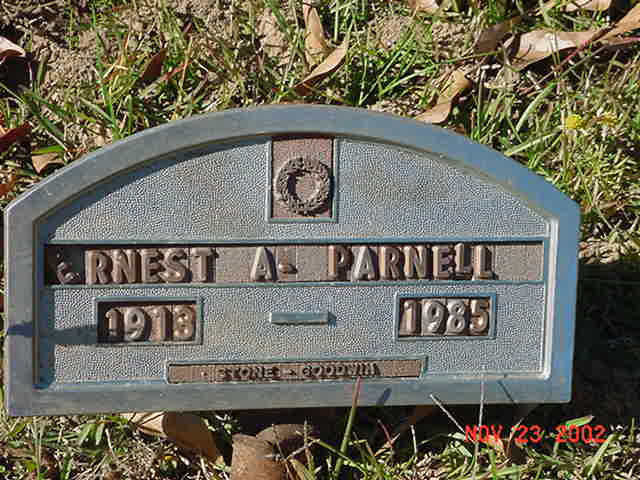 ERNEST A. PARNELL
1913 - 1985
STONE - GOODWIN
NOV 23 2002